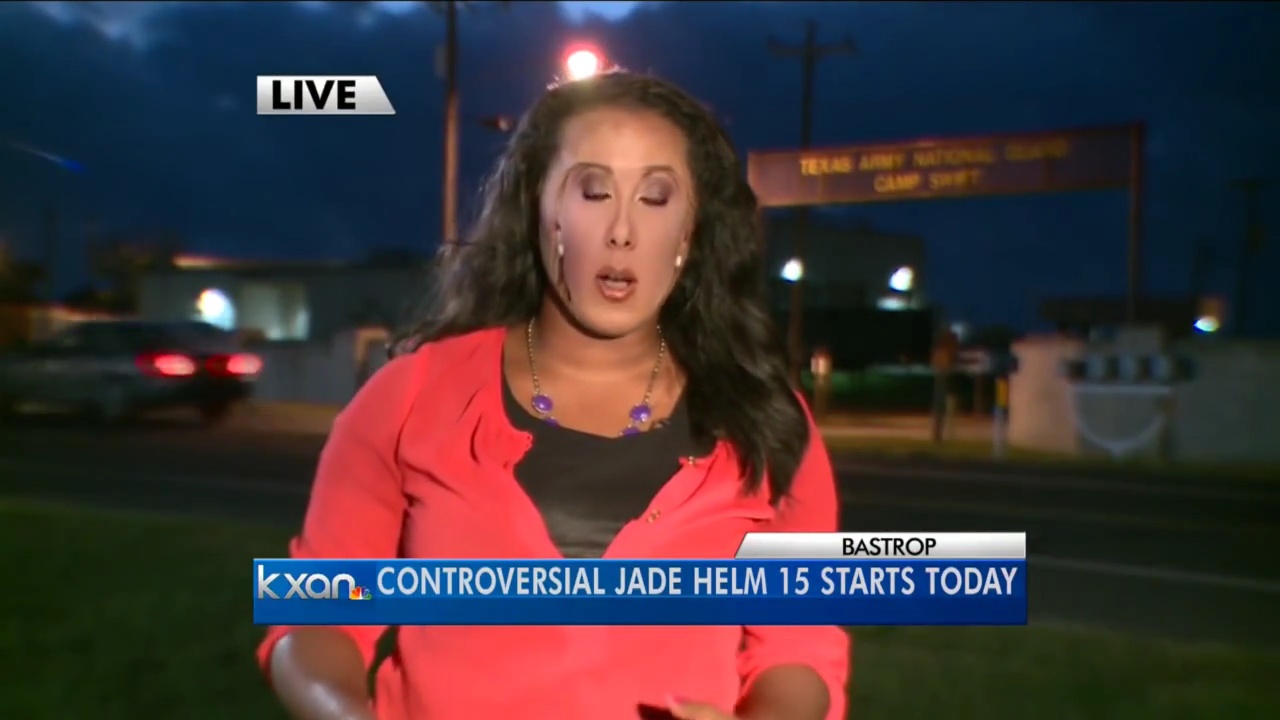 LIVE
TEXAS ARMY NATIONAL GUARD
CAMP SWIFT
BASTROP
kxan CONTROVERSIAL JADE HELM 15 STARTS TODAY